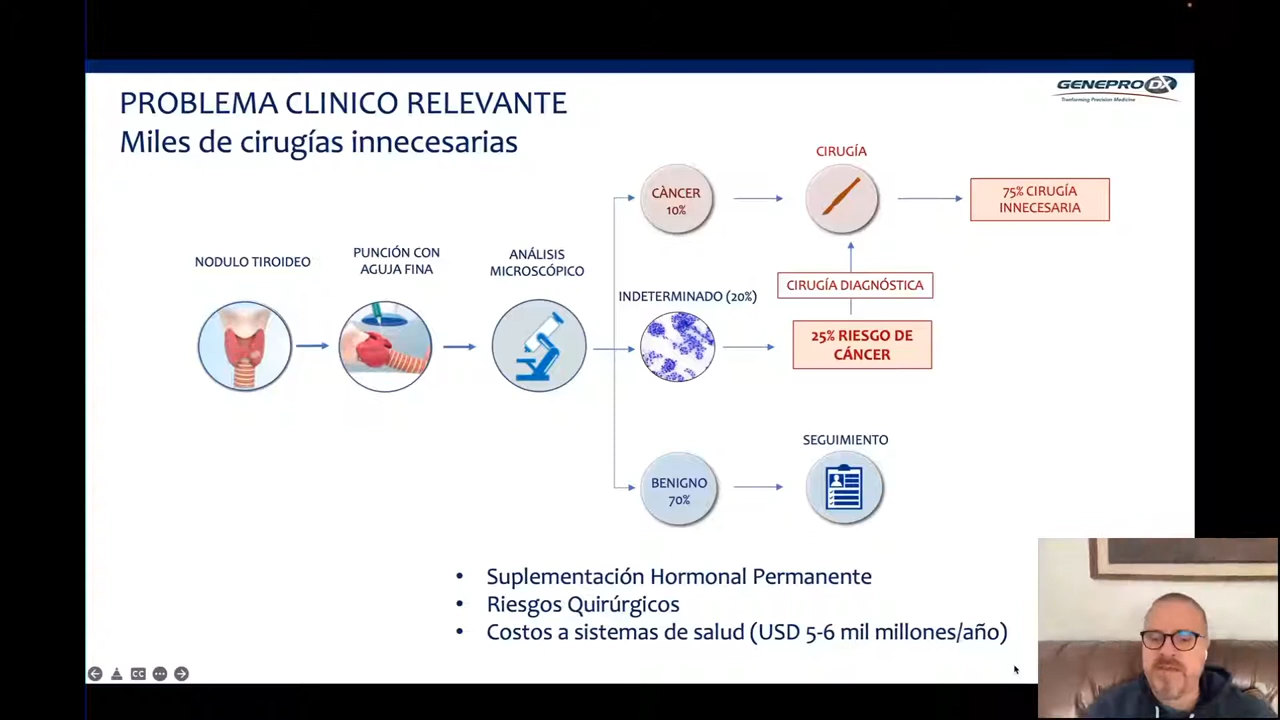 PROBLEMA CLINICO RELEVANTE
Miles de cirugías innecesarias
GENEPRO DX
Tranforming Precision Medicine
NODULO TIROIDEO
PUNCIÓN CON
AGUJA FINA
ANÁLISIS
MICROSCÓPICO
CÀNCER
10%
CIRUGÍA
75% CIRUGÍA
INNECESARIA
CIRUGÍA DIAGNÓSTICA
INDETERMINADO (20%)
25% RIESGO DE
CÁNCER
BENIGNO
70%
SEGUIMIENTO
• Suplementación Hormonal Permanente
• Riesgos Quirúrgicos
• Costos a sistemas de salud (USD 5-6 mil millones/año)
CC